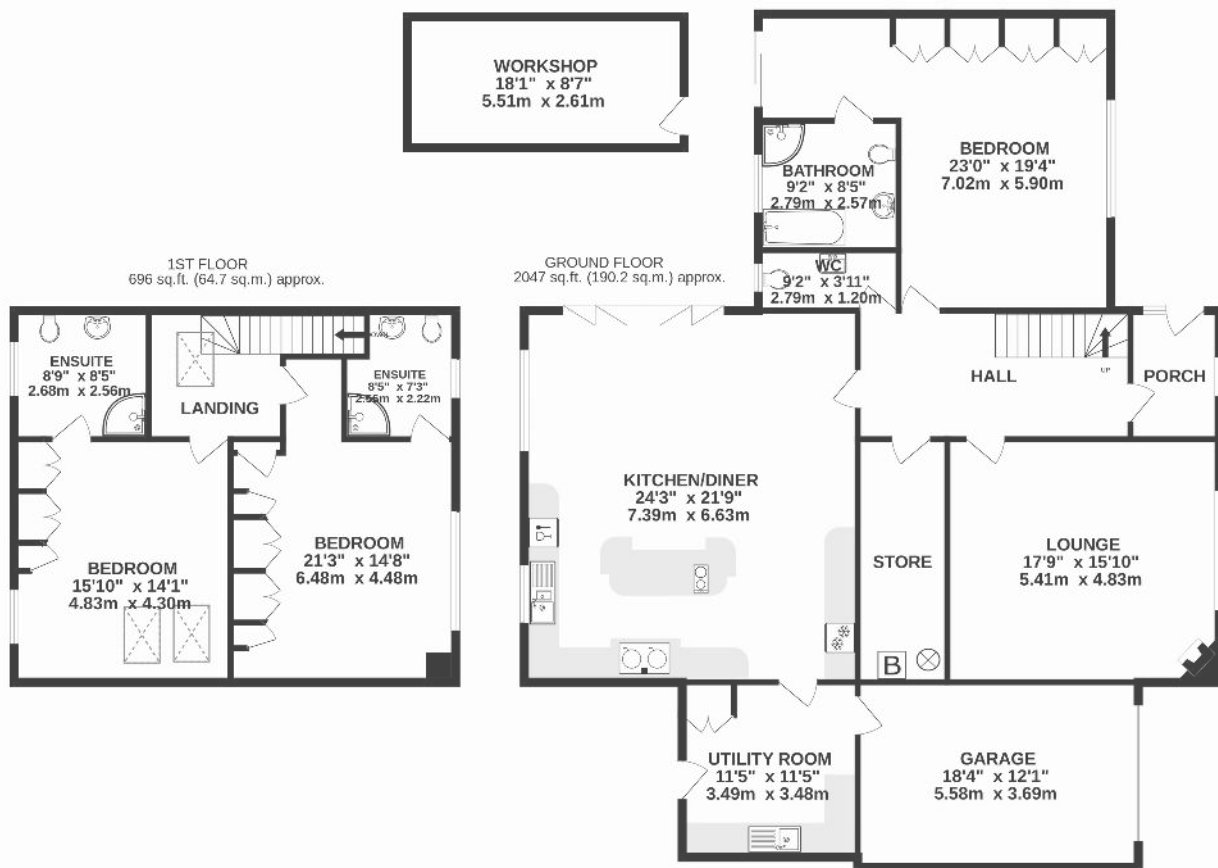 WORKSHOP
18'1" x 8'7"
5.51m x 2.61m
BEDROOM
23'0" x 19'4"
7.02m x 5.90m
BATHROOM
9'2" x 8'5"
2.79m x 2.57m
1ST FLOOR
696 sq.ft. (64.7 sq.m.) approx.
GROUND FLOOR
2047 sq.ft. (190.2 sq.m.) approx.
WC
9'2" x 3'11"
2.79m x 1.20m
ENSUITE
8'9" x 8'5"
2.68m x 2.56m
LANDING
ENSUITE
8'5" x 7'3"
2.56m x 2.22m
HALL
UP
PORCH
KITCHEN/DINER
24'3" x 21'9"
7.39m x 6.63m
BEDROOM
15'10" x 14'1"
4.83m x 4.30m
BEDROOM
21'3" x 14'8"
6.48m x 4.48m
STORE
B
LOUNGE
17'9" x 15'10"
5.41m x 4.83m
UTILITY ROOM
11'5" x 11'5"
3.49m x 3.48m
GARAGE
18'4" x 12'1"
5.58m x 3.69m